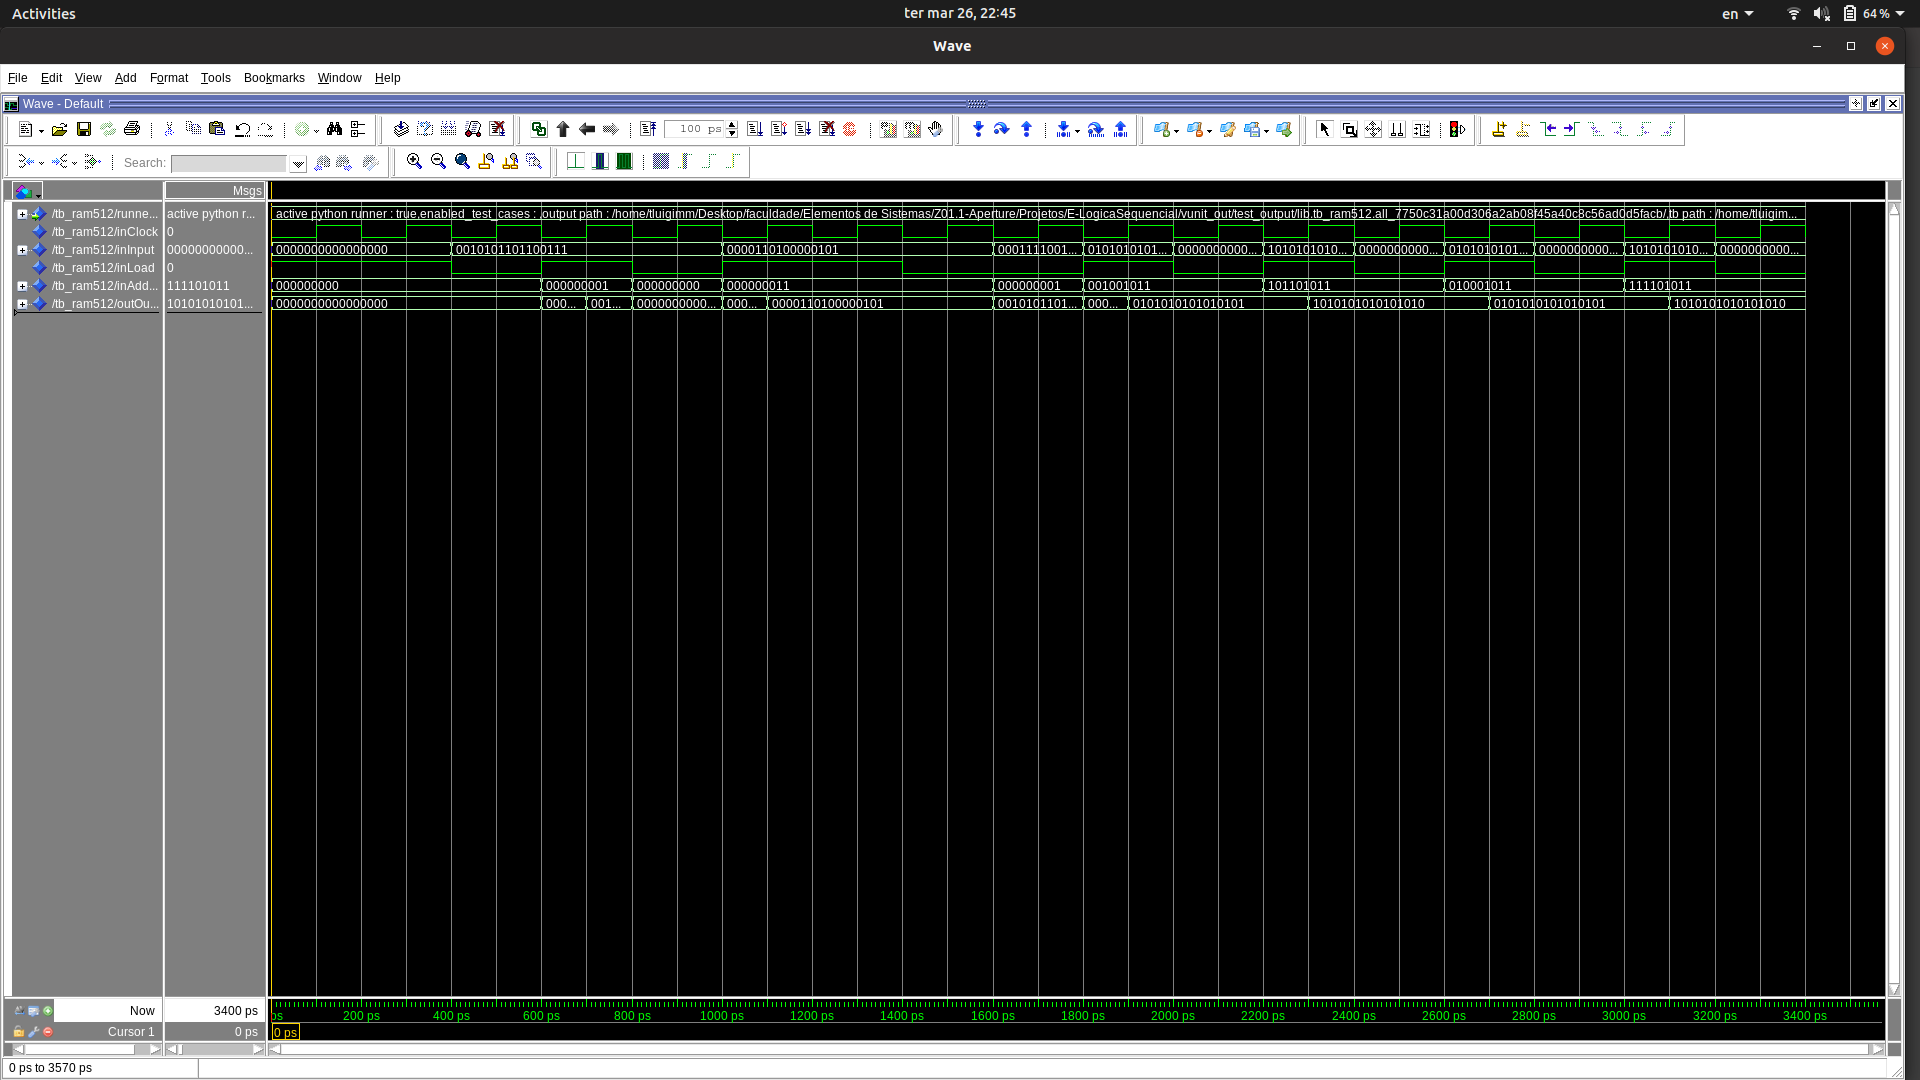 Activities ter mar 26, 22:45 en 64 %
Wave
File Edit View Add Format Tools Bookmarks Window Help
Wave - Default
100 ps
Search:
Msgs
/tb_ram512/runne... active python r... active python runner : true,enabled_test_cases : ,output path : /home/tluigimm/Desktop/faculdade/Elementos de Sistemas/Z01.1-Aperture/Projetos/E-LogicaSequencial/vunit_out/test_output/lib.tb_ram512.all_7750c31a00d306a2ab08f45a40c8c56ad0d5facb/,tb path : /home/tluigim...
/tb_ram512/inClock 0
/tb_ram512/inInput 00000000000... 0000000000000000 0010101101100111 0000110100000101 0001111001... 010101010101... 0000000000... 1010101010... 0000000000... 0101010101... 0000000000... 1010101010... 0000000000...
/tb_ram512/inLoad 0
/tb_ram512/inAdd... 111101011 000000000 000000001 000000000 000000011 000000001 001001011 101101011 010001011 111101011
/tb_ram512/outOu... 10101010101... 0000000000000000 000... 001... 0000000000... 000... 0000110100000101 0010101101... 000... 0101010101010101 1010101010101010 0101010101010101 1010101010101010
Now 3400 ps
ps 200 ps 400 ps 600 ps 800 ps 1000 ps 1200 ps 1400 ps 1600 ps 1800 ps 2000 ps 2200 ps 2400 ps 2600 ps 2800 ps 3000 ps 3200 ps 3400 ps
Cursor 1 0 ps 0 ps
0 ps to 3570 ps